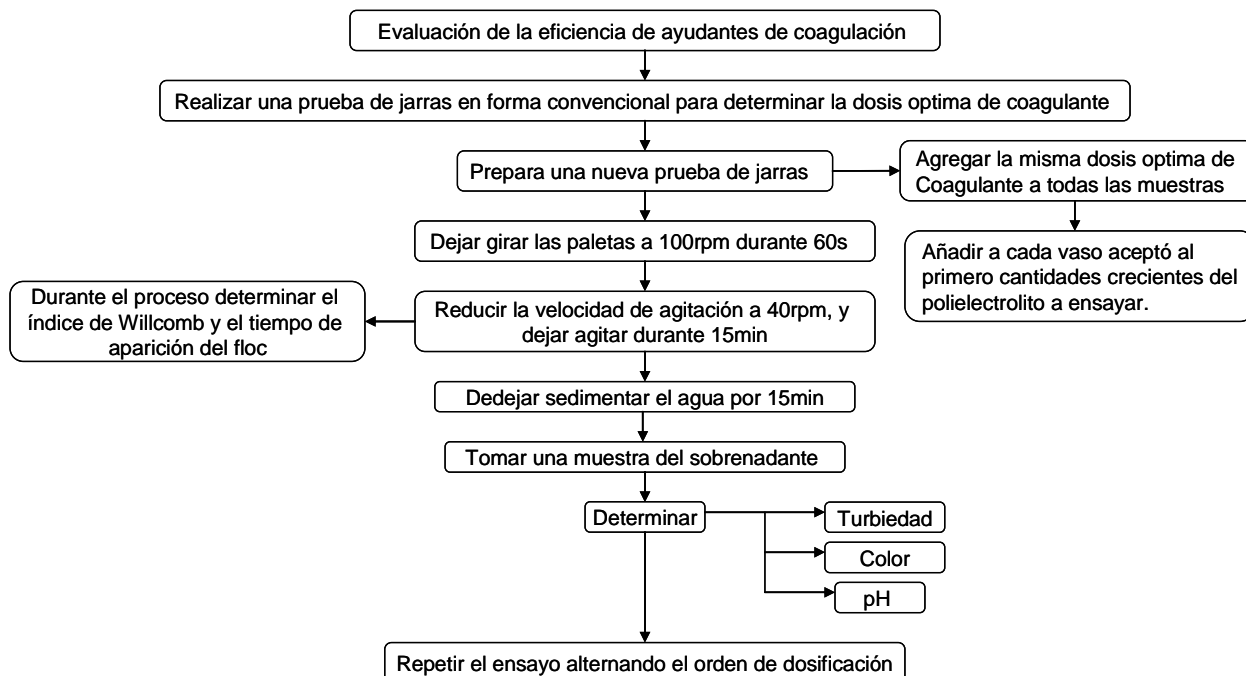 Evaluación de la eficiencia de ayudantes de coagulación
Realizar una prueba de jarras en forma convencional para determinar la dosis optima de coagulante
Prepara una nueva prueba de jarras
Agregar la misma dosis optima de
Coagulante a todas las muestras
Dejar girar las paletas a 100rpm durante 60s
Añadir a cada vaso aceptó al
primero cantidades crecientes del
polielectrolito a ensayar.
Durante el proceso determinar el
índice de Willcomb y el tiempo de
aparición del floc
Reducir la velocidad de agitación a 40rpm, y
dejar agitar durante 15min
Dedejar sedimentar el agua por 15min
Tomar una muestra del sobrenadante
Determinar
Turbiedad
Color
pH
Repetir el ensayo alternando el orden de dosificación